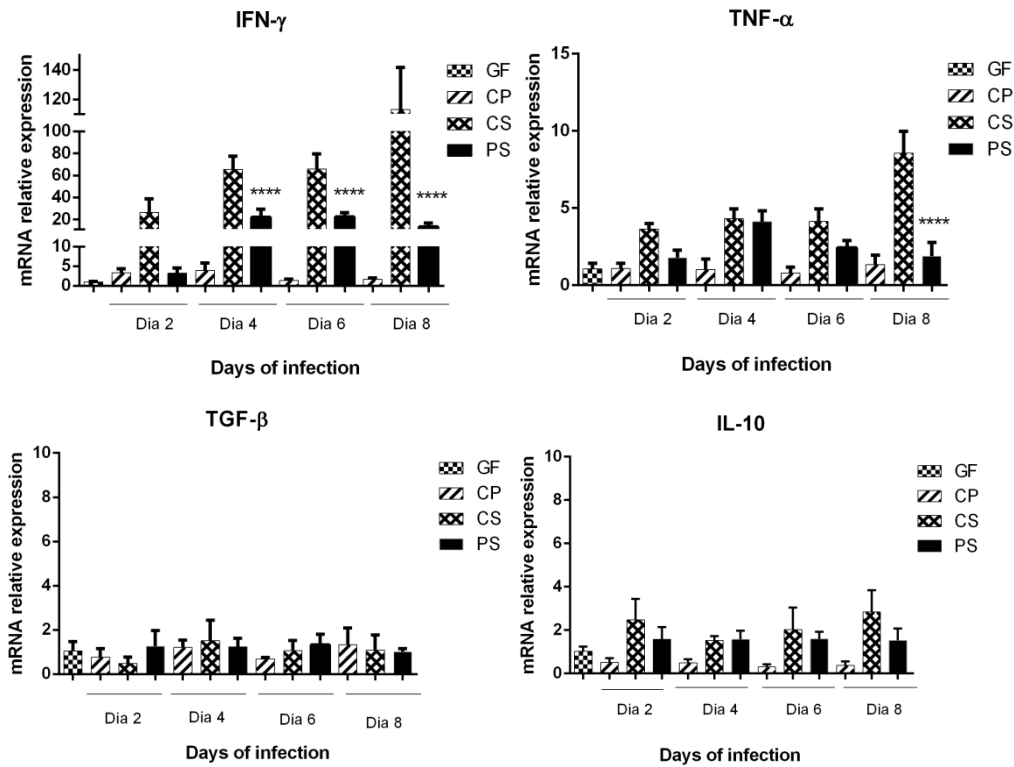 IFN-γ
mRNA relative expression
140
120
100
100
80
60
40
20
10
5
0
**** **** ****
GF
CP
CS
PS
Dia 2 Dia 4 Dia 6 Dia 8
Days of infection
TNF-α
mRNA relative expression
15
10
5
0
****
GF
CP
CS
PS
Dia 2 Dia 4 Dia 6 Dia 8
Days of infection
TGF-β
mRNA relative expression
10
8
6
4
2
0
GF
CP
CS
PS
Dia 2 Dia 4 Dia 6 Dia 8
Days of infection
IL-10
mRNA relative expression
10
8
6
4
2
0
GF
CP
CS
PS
Dia 2 Dia 4 Dia 6 Dia 8
Days of infection